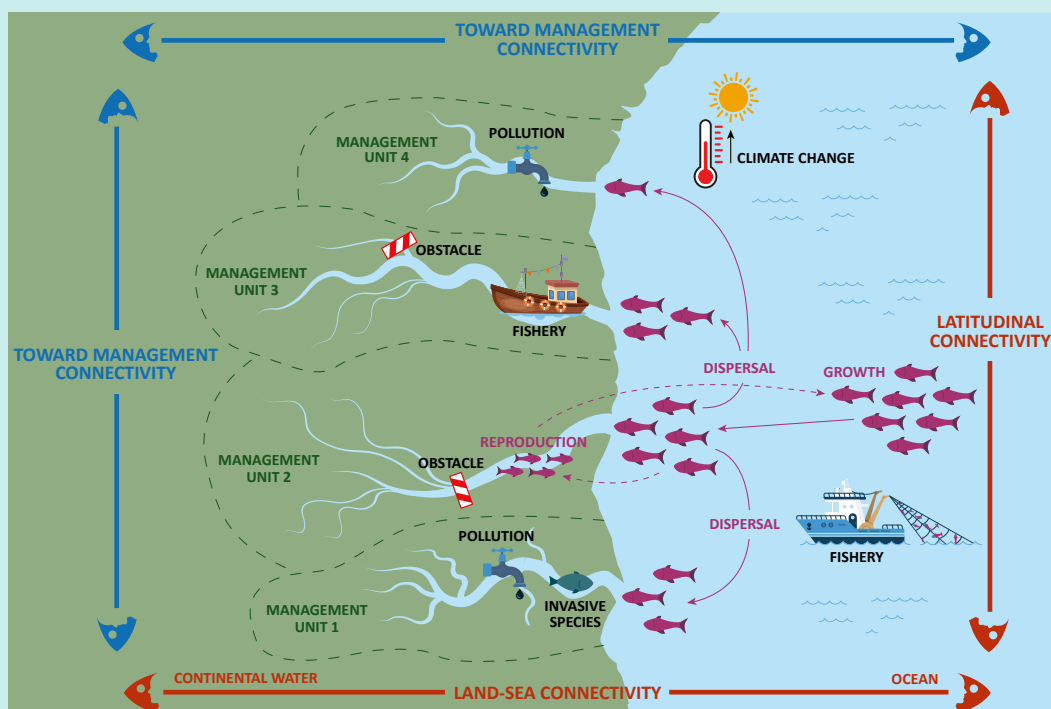 TOWARD MANAGEMENT
CONNECTIVITY
POLLUTION
MANAGEMENT
UNIT 4
CLIMATE CHANGE
OBSTACLE
MANAGEMENT
UNIT 3
FISHERY
LATITUDINAL
CONNECTIVITY
TOWARD MANAGEMENT
CONNECTIVITY
DISPERSAL
GROWTH
REPRODUCTION
OBSTACLE
MANAGEMENT
UNIT 2
DISPERSAL
FISHERY
POLLUTION
MANAGEMENT
UNIT 1
INVASIVE
SPECIES
CONTINENTAL WATER
OCEAN
LAND-SEA CONNECTIVITY